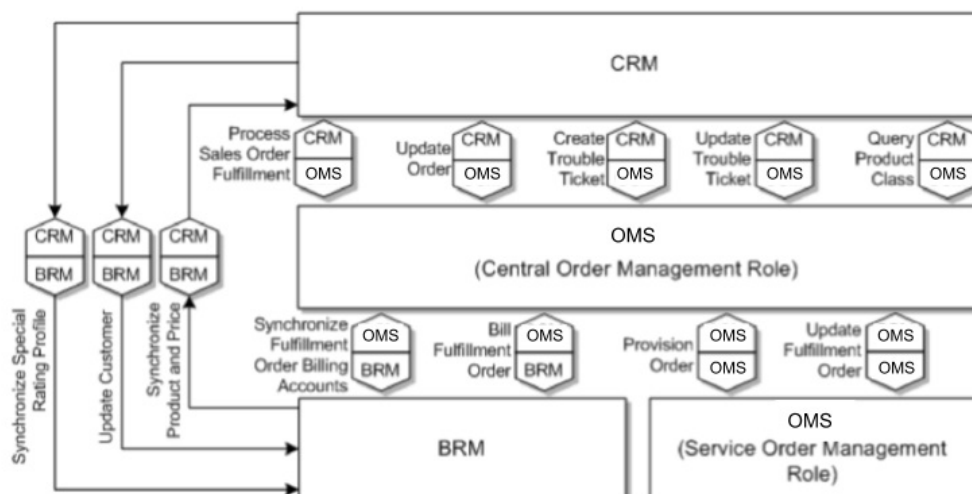 CRM
Process
Sales Order
Fulfillment
CRM
OMS
Update
Order
CRM
OMS
Create
Trouble
Ticket
CRM
OMS
Update
Trouble
Ticket
CRM
OMS
Query
Product
Class
CRM
OMS
CRM
BRM
CRM
BRM
CRM
BRM
OMS
(Central Order Management Role)
Synchronize Special
Rating Profile
Update Customer
Synchronize
Product and Price
Synchronize
Fulfillment
Order Billing
Accounts
OMS
BRM
Bill
Fulfillment
Order
OMS
BRM
Provision
Order
OMS
OMS
Update
Fulfillment
Order
OMS
OMS
BRM
OMS
(Service Order Management
Role)